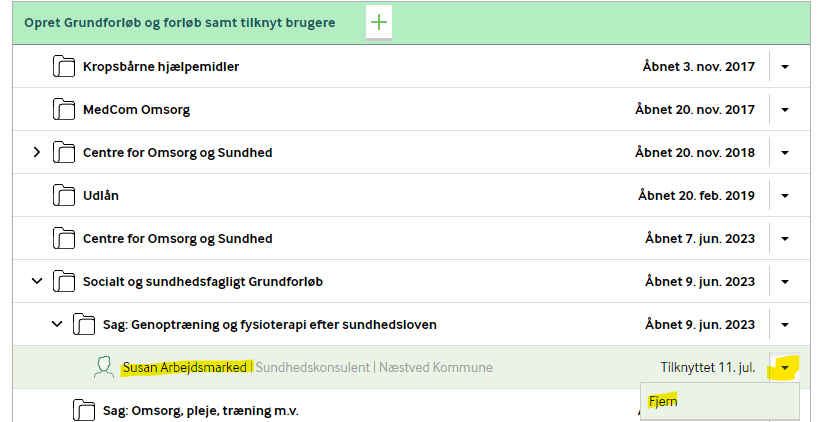 Opret Grundforløb og forløb samt tilknyt brugere
Kropsbårne hjælpemidler Åbnet 3. nov. 2017
MedCom Omsorg Åbnet 20. nov. 2017
Centre for Omsorg og Sundhed Åbnet 20. nov. 2018
Udlån Åbnet 20. feb. 2019
Centre for Omsorg og Sundhed Åbnet 7. jun. 2023
Socialt og sundhedsfagligt Grundforløb Åbnet 9. jun. 2023
Sag: Genoptræning og fysioterapi efter sundhedsloven Åbnet 9. jun. 2023
Susan Arbejdsmarked | Sundhedskonsulent | Næstved Kommune Tilknyttet 11. jul.
Fjern
Sag: Omsorg, pleje, træning m.v.